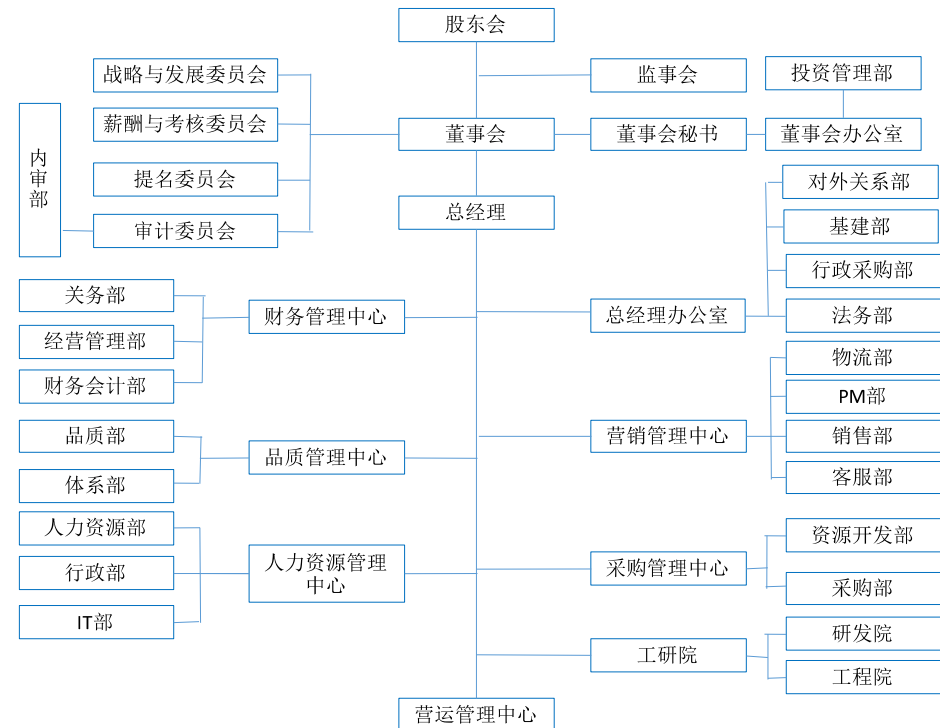 股东会
战略与发展委员会
监事会
投资管理部
薪酬与考核委员会
董事会
董事会秘书
董事会办公室
内
审
部
提名委员会
对外关系部
总经理
基建部
审计委员会
行政采购部
关务部
财务管理中心
总经理办公室
法务部
经营管理部
物流部
财务会计部
PM部
品质部
营销管理中心
销售部
品质管理中心
客服部
体系部
人力资源部
资源开发部
人力资源管理
中心
行政部
采购管理中心
采购部
IT部
研发院
工研院
工程院
营运管理中心